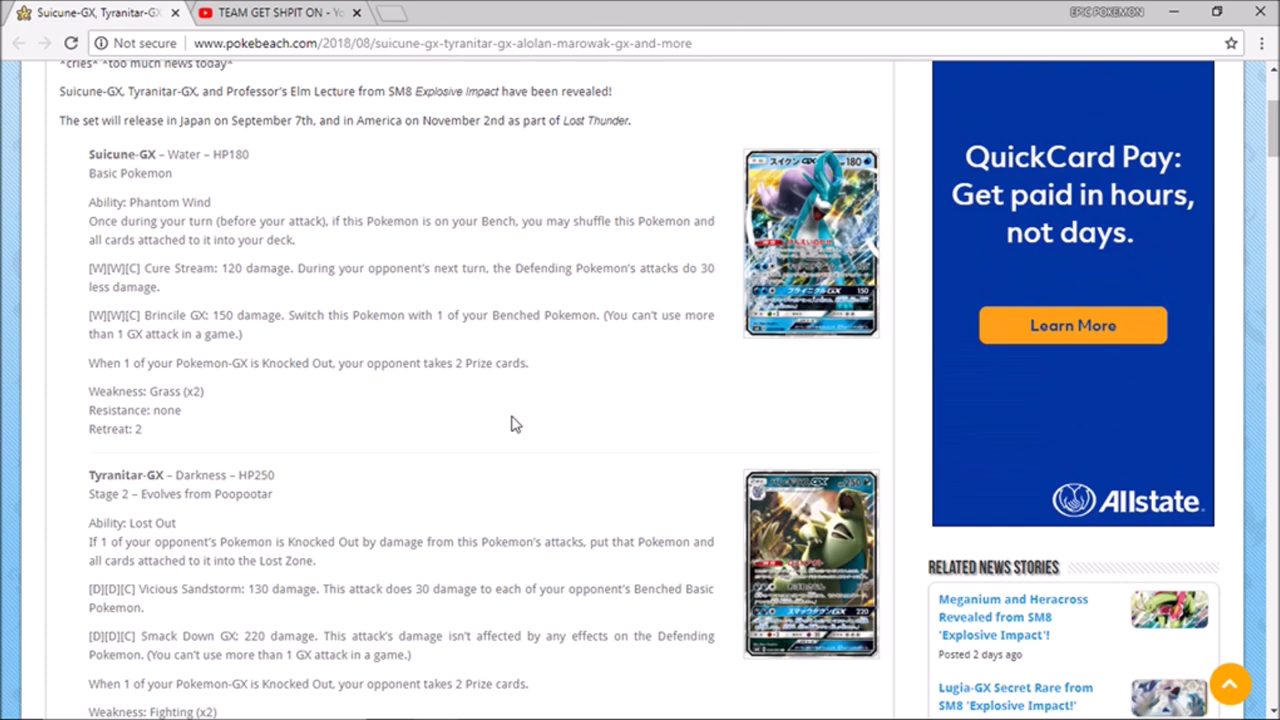 Suicune-GX, Tyranitar-GX
TEAM GET SHPIT ON - Yo
EPIC POKEMON
Not secure
www.pokebeach.com/2018/08/suicune-gx-tyranitar-gx-alolan-marowak-gx-and-more
*cries* *too much news today*
Suicune-GX, Tyranitar-GX, and Professor's Elm Lecture from SM8 Explosive Impact have been revealed!
The set will release in Japan on September 7th, and in America on November 2nd as part of Lost Thunder.
Suicune-GX – Water – HP180
Basic Pokemon
Ability: Phantom Wind
Once during your turn (before your attack), if this Pokemon is on your Bench, you may shuffle this Pokemon and
all cards attached to it into your deck.
[W][W][C] Cure Stream: 120 damage. During your opponent's next turn, the Defending Pokemon's attacks do 30
less damage.
[W][W][C] Brincile GX: 150 damage. Switch this Pokemon with 1 of your Benched Pokemon. (You can't use more
than 1 GX attack in a game.)
When 1 of your Pokemon-GX is Knocked Out, your opponent takes 2 Prize cards.
Weakness: Grass (x2)
Resistance: none
Retreat: 2
スイクンGX 180
150
Tyranitar-GX – Darkness – HP250
Stage 2 – Evolves from Poopootar
Ability: Lost Out
If 1 of your opponent's Pokemon is Knocked Out by damage from this Pokemon's attacks, put that Pokemon and
all cards attached to it into the Lost Zone.
[D][D][C] Vicious Sandstorm: 130 damage. This attack does 30 damage to each of your opponent's Benched Basic
Pokemon.
[D][D][C] Smack Down GX: 220 damage. This attack's damage isn't affected by any effects on the Defending
Pokemon. (You can't use more than 1 GX attack in a game.)
When 1 of your Pokemon-GX is Knocked Out, your opponent takes 2 Prize cards.
Weakness: Fighting (x2)
250
220
QuickCard Pay:
Get paid in hours,
not days.
Learn More
Allstate
RELATED NEWS STORIES
Meganium and Heracross
Revealed from SM8
'Explosive Impact'!
Posted 2 days ago
Lugia-GX Secret Rare from
SM8 'Explosive Impact!'